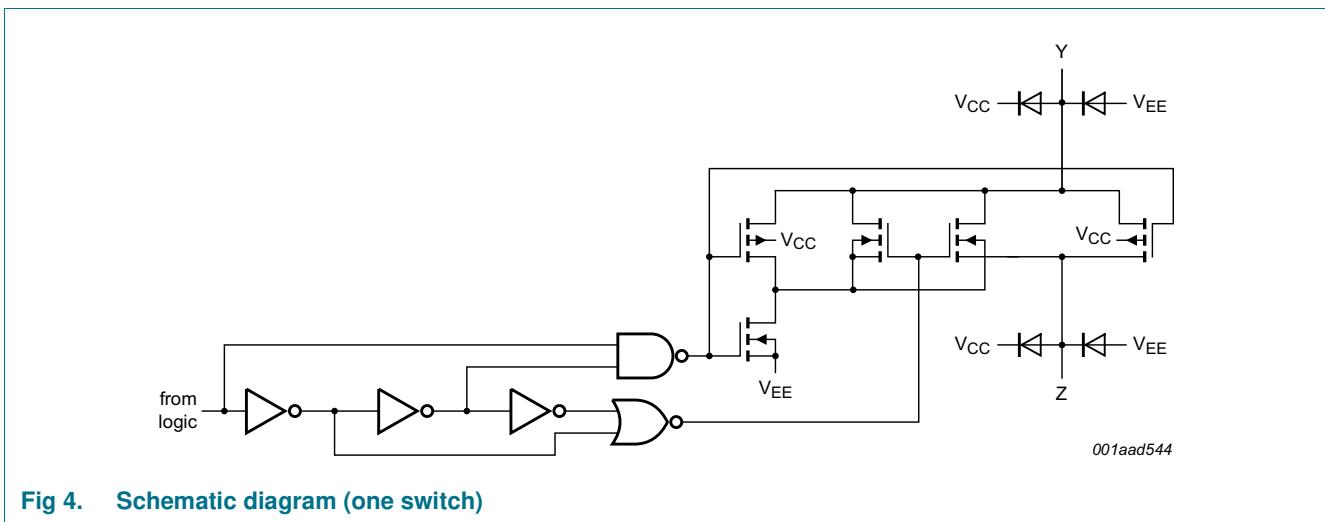 Y
VCC VEE
VCC VCC
VCC VEE
VEE
Z
from
logic
001aad544
Fig 4. Schematic diagram (one switch)